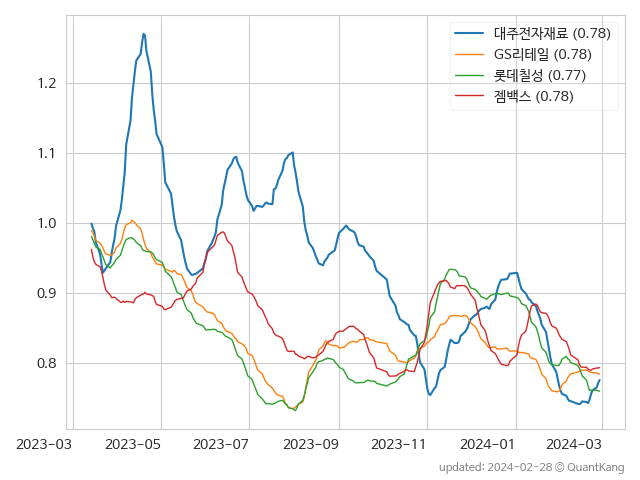 대주전자재료 (0.78)
GS리테일 (0.78)
롯데칠성 (0.77)
젬백스 (0.78)
1.2
1.1
1.0
0.9
0.8
2023-03 2023-05 2023-07 2023-09 2023-11 2024-01 2024-03
updated: 2024-02-28 © QuantKang